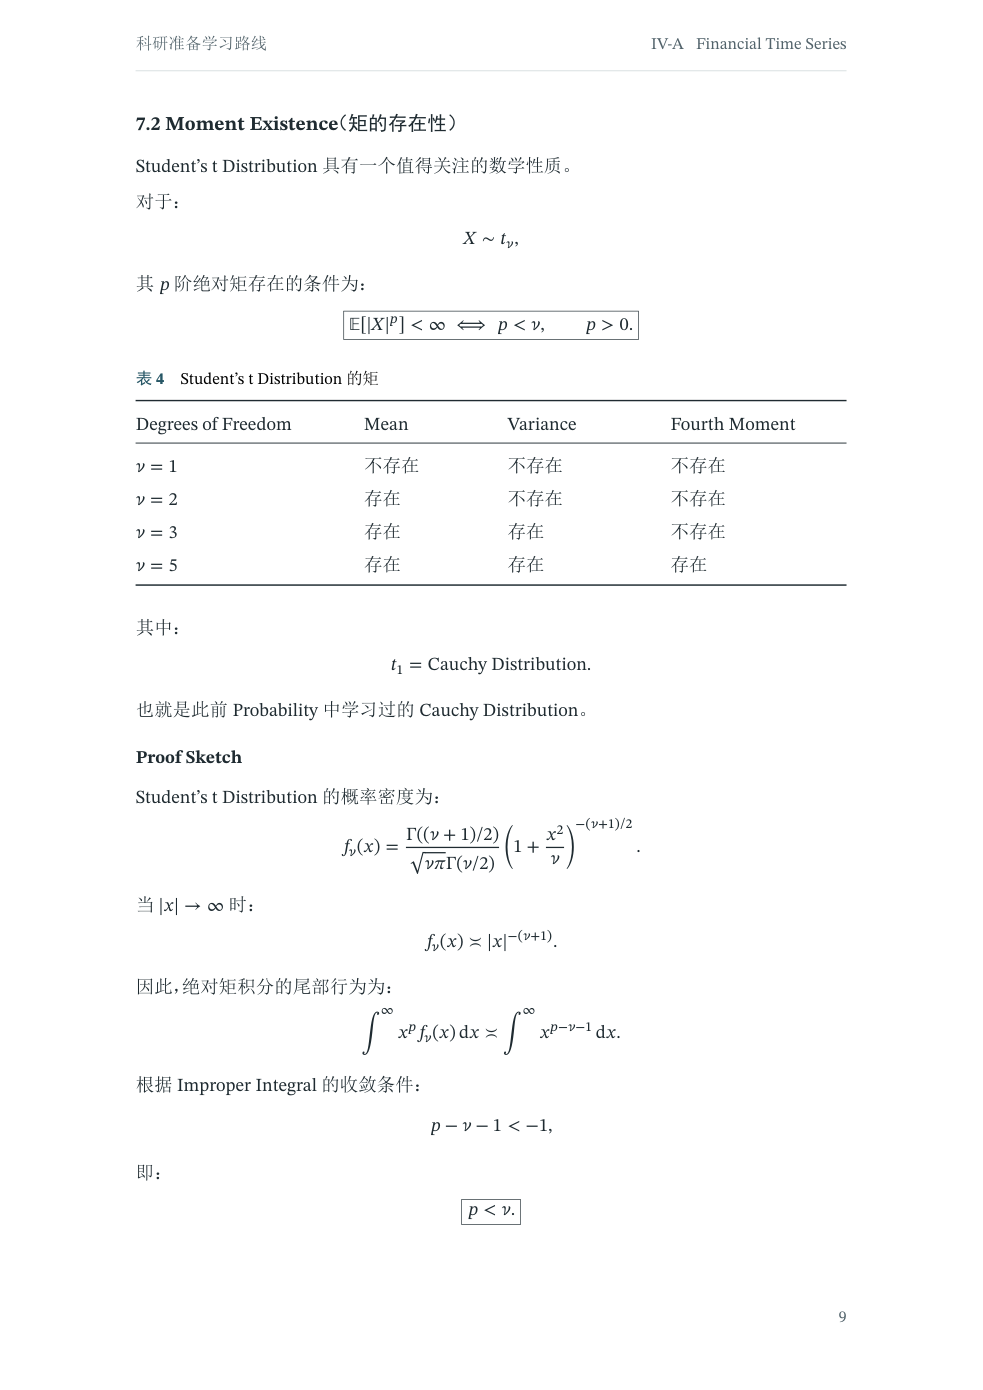 科研准备学习路线 IV-A Financial Time Series
7.2 Moment Existence（矩的存在性）
Student’s t Distribution 具有一个值得关注的数学性质。
对于：
X ∼ t_ν,
其 p 阶绝对矩存在的条件为：
𝔼[|X|^p] < ∞ ⟺ p < ν, p > 0.
表 4 Student’s t Distribution 的矩
Degrees of Freedom Mean Variance Fourth Moment
ν = 1 不存在 不存在 不存在
ν = 2 存在 不存在 不存在
ν = 3 存在 存在 不存在
ν = 5 存在 存在 存在
其中：
t_1 = Cauchy Distribution.
也就是此前 Probability 中学习过的 Cauchy Distribution。
Proof Sketch
Student’s t Distribution 的概率密度为：
f_ν(x) = Γ((ν + 1)/2) / (√(νπ)Γ(ν/2)) (1 + x²/ν)^{−(ν+1)/2} .
当 |x| → ∞ 时：
f_ν(x) ≍ |x|^{−(ν+1)}.
因此，绝对矩积分的尾部行为为：
∫^∞ x^p f_ν(x) dx ≍ ∫^∞ x^{p−ν−1} dx.
根据 Improper Integral 的收敛条件：
p − ν − 1 < −1,
即：
p < ν.
9